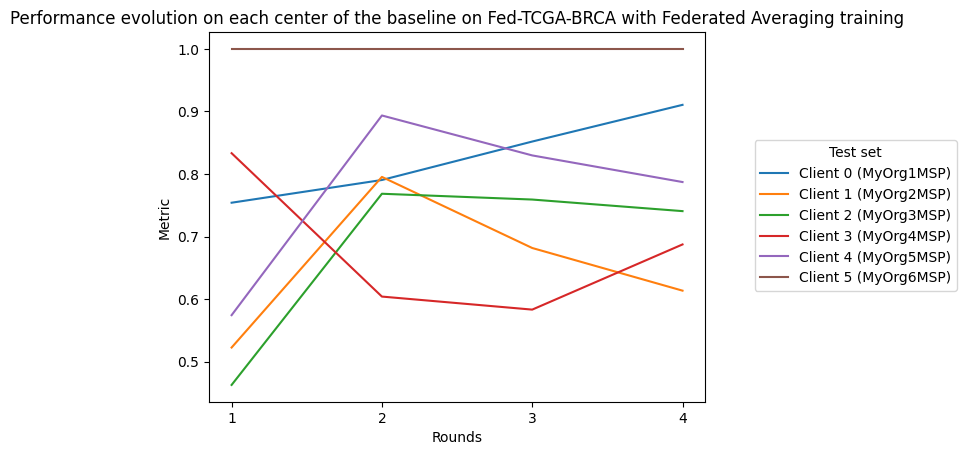 Performance evolution on each center of the baseline on Fed-TCGA-BRCA with Federated Averaging training
1.0
0.9
0.8
0.7
0.6
0.5
Metric
1
2
3
4
Rounds
Test set
Client 0 (MyOrg1MSP)
Client 1 (MyOrg2MSP)
Client 2 (MyOrg3MSP)
Client 3 (MyOrg4MSP)
Client 4 (MyOrg5MSP)
Client 5 (MyOrg6MSP)